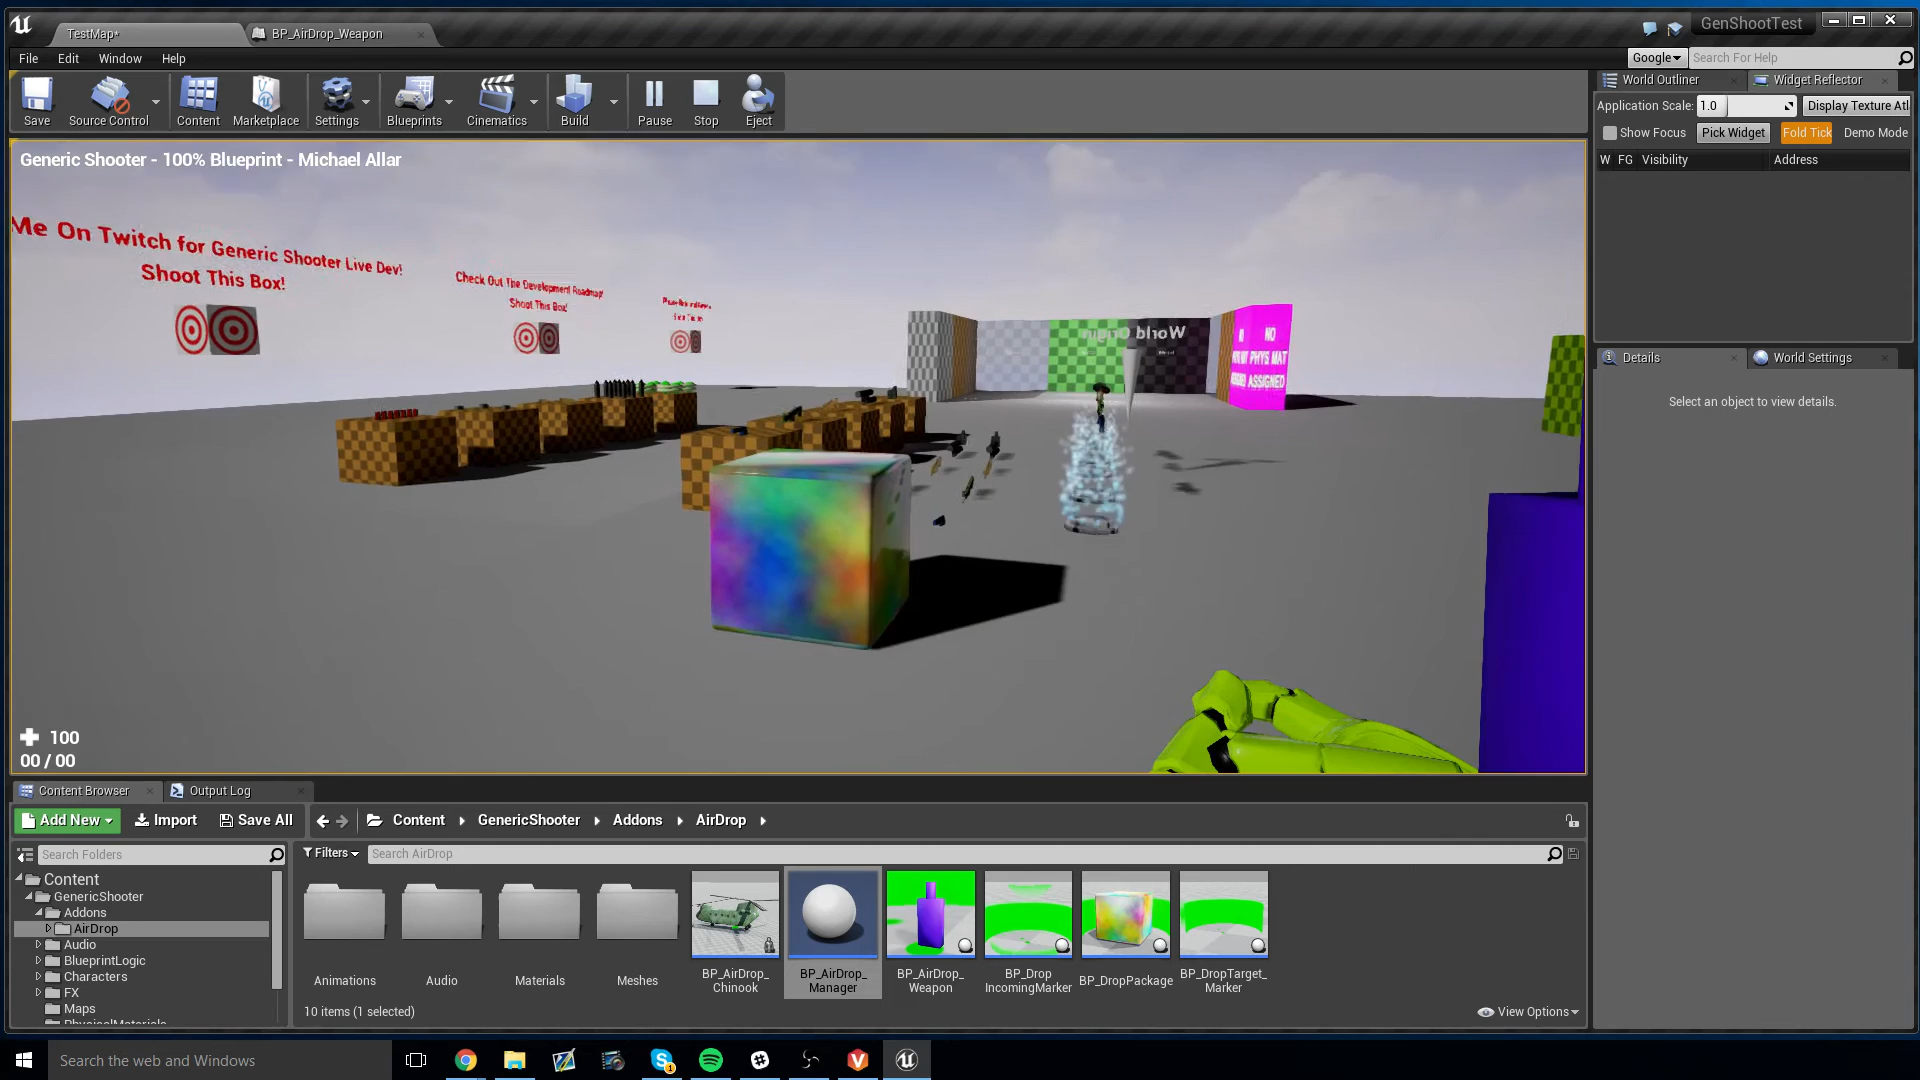 TestMap*
BP_AirDrop_Weapon
GenShootTest
File Edit Window Help
Google
Search For Help
Save
Source Control
Content
Marketplace
Settings
Blueprints
Cinematics
Build
Pause
Stop
Eject
World Outliner
Widget Reflector
Application Scale: 1.0
Display Texture Atl
Show Focus
Pick Widget
Fold Tick
Demo Mode
W FG Visibility Address
Generic Shooter - 100% Blueprint - Michael Allar
Me On Twitch for Generic Shooter Live Dev!
Shoot This Box!
Check Out The Development Roadmap!
Shoot This Box!
World Origin
NO
PHYS MAT
ASSIGNED
100
00 / 00
Details
World Settings
Select an object to view details.
Content Browser
Output Log
Add New
Import
Save All
Content
GenericShooter
Addons
AirDrop
Search Folders
Filters
Search AirDrop
Content
GenericShooter
Addons
AirDrop
Audio
BlueprintLogic
Characters
FX
Maps
PhysicalMaterials
Animations
Audio
Materials
Meshes
BP_AirDrop_
Chinook
BP_AirDrop_
Manager
BP_AirDrop_
Weapon
BP_Drop
IncomingMarker
BP_DropPackage
BP_DropTarget_
Marker
10 items (1 selected)
View Options
Search the web and Windows